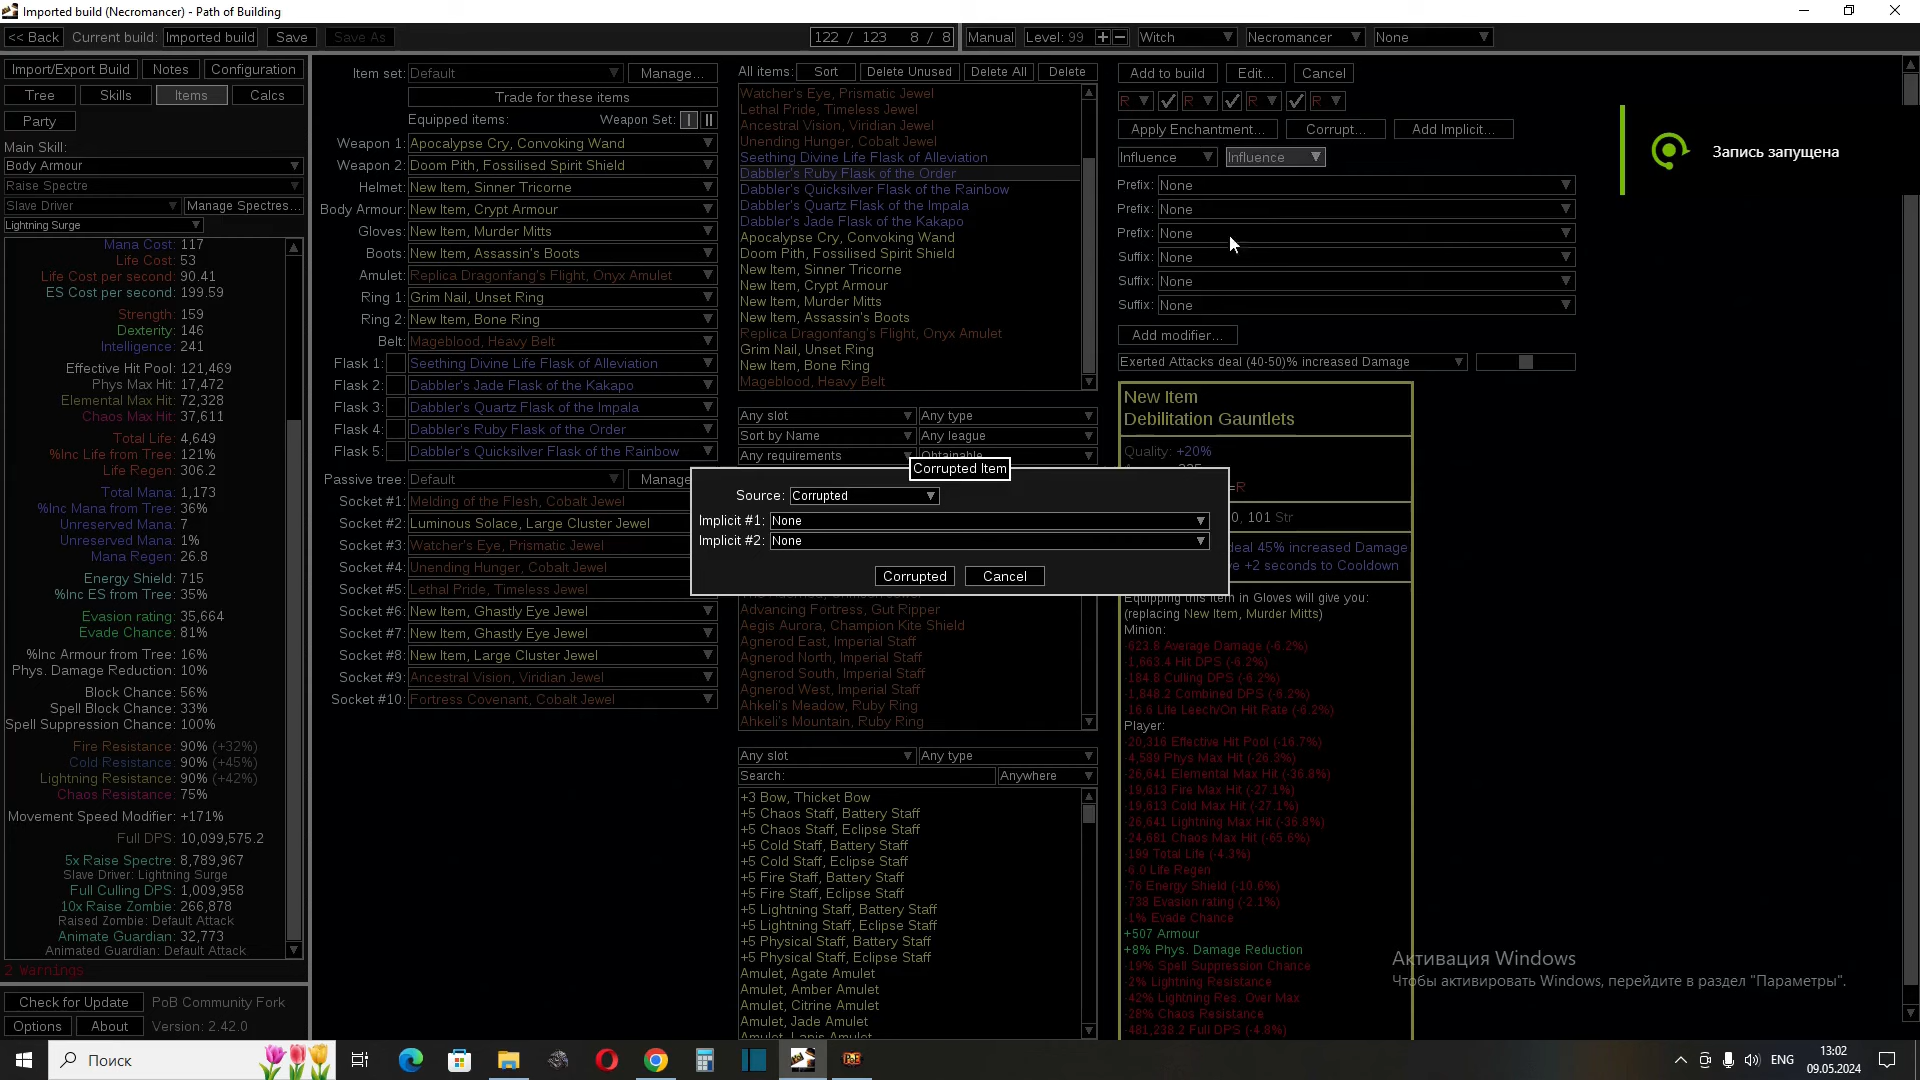 Imported build (Necromancer) - Path of Building
<< Back Current build: Imported build Save Save As 122 / 123 8 / 8 Manual Level: 99 + − Witch Necromancer None
Import/Export Build Notes Configuration
Tree Skills Items Calcs
Party
Main Skill:
Body Armour
Raise Spectre
Slave Driver Manage Spectres...
Lightning Surge
Mana Cost: 117
Life Cost: 53
Life Cost per second: 90.41
ES Cost per second: 199.59
Strength: 159
Dexterity: 146
Intelligence: 241
Effective Hit Pool: 121,469
Phys Max Hit: 17,472
Elemental Max Hit: 72,328
Chaos Max Hit: 37,611
Total Life: 4,649
%Inc Life from Tree: 121%
Life Regen: 306.2
Total Mana: 1,173
%Inc Mana from Tree: 36%
Unreserved Mana: 7
Unreserved Mana: 1%
Mana Regen: 26.8
Energy Shield: 715
%Inc ES from Tree: 35%
Evasion rating: 35,664
Evade Chance: 81%
%Inc Armour from Tree: 16%
Phys. Damage Reduction: 10%
Block Chance: 56%
Spell Block Chance: 33%
Spell Suppression Chance: 100%
Fire Resistance: 90% (+32%)
Cold Resistance: 90% (+45%)
Lightning Resistance: 90% (+42%)
Chaos Resistance: 75%
Movement Speed Modifier: +171%
Full DPS: 10,099,575.2
5x Raise Spectre: 8,789,967
Slave Driver: Lightning Surge
Full Culling DPS: 1,009,958
10x Raise Zombie: 266,878
Raised Zombie: Default Attack
Animate Guardian: 32,773
Animated Guardian: Default Attack
2 Warnings
Check for Update PoB Community Fork
Options About Version: 2.42.0
Item set: Default Manage...
Trade for these items
Equipped items: Weapon Set: I II
Weapon 1: Apocalypse Cry, Convoking Wand
Weapon 2: Doom Pith, Fossilised Spirit Shield
Helmet: New Item, Sinner Tricorne
Body Armour: New Item, Crypt Armour
Gloves: New Item, Murder Mitts
Boots: New Item, Assassin's Boots
Amulet: Replica Dragonfang's Flight, Onyx Amulet
Ring 1: Grim Nail, Unset Ring
Ring 2: New Item, Bone Ring
Belt: Mageblood, Heavy Belt
Flask 1: Seething Divine Life Flask of Alleviation
Flask 2: Dabbler's Jade Flask of the Kakapo
Flask 3: Dabbler's Quartz Flask of the Impala
Flask 4: Dabbler's Ruby Flask of the Order
Flask 5: Dabbler's Quicksilver Flask of the Rainbow
Passive tree: Default Manage
Socket #1: Melding of the Flesh, Cobalt Jewel
Socket #2: Luminous Solace, Large Cluster Jewel
Socket #3: Watcher's Eye, Prismatic Jewel
Socket #4: Unending Hunger, Cobalt Jewel
Socket #5: Lethal Pride, Timeless Jewel
Socket #6: New Item, Ghastly Eye Jewel
Socket #7: New Item, Ghastly Eye Jewel
Socket #8: New Item, Large Cluster Jewel
Socket #9: Ancestral Vision, Viridian Jewel
Socket #10: Fortress Covenant, Cobalt Jewel
All items: Sort Delete Unused Delete All Delete
Watcher's Eye, Prismatic Jewel
Lethal Pride, Timeless Jewel
Ancestral Vision, Viridian Jewel
Unending Hunger, Cobalt Jewel
Seething Divine Life Flask of Alleviation
Dabbler's Ruby Flask of the Order
Dabbler's Quicksilver Flask of the Rainbow
Dabbler's Quartz Flask of the Impala
Dabbler's Jade Flask of the Kakapo
Apocalypse Cry, Convoking Wand
Doom Pith, Fossilised Spirit Shield
New Item, Sinner Tricorne
New Item, Crypt Armour
New Item, Murder Mitts
New Item, Assassin's Boots
Replica Dragonfang's Flight, Onyx Amulet
Grim Nail, Unset Ring
New Item, Bone Ring
Mageblood, Heavy Belt
Any slot Any type
Sort by Name Any league
Any requirements Obtainable
Corrupted Item
Source: Corrupted
Implicit #1: None
Implicit #2: None
Corrupted Cancel
Advancing Fortress, Gut Ripper
Aegis Aurora, Champion Kite Shield
Agnerod East, Imperial Staff
Agnerod North, Imperial Staff
Agnerod South, Imperial Staff
Agnerod West, Imperial Staff
Ahkeli's Meadow, Ruby Ring
Ahkeli's Mountain, Ruby Ring
Any slot Any type
Search: Anywhere
+3 Bow, Thicket Bow
+5 Chaos Staff, Battery Staff
+5 Chaos Staff, Eclipse Staff
+5 Cold Staff, Battery Staff
+5 Cold Staff, Eclipse Staff
+5 Fire Staff, Battery Staff
+5 Fire Staff, Eclipse Staff
+5 Lightning Staff, Battery Staff
+5 Lightning Staff, Eclipse Staff
+5 Physical Staff, Battery Staff
+5 Physical Staff, Eclipse Staff
Amulet, Agate Amulet
Amulet, Amber Amulet
Amulet, Citrine Amulet
Amulet, Jade Amulet
Amulet, Lapis Amulet
Add to build Edit... Cancel
R R R R
Apply Enchantment... Corrupt... Add Implicit...
Influence Influence
Prefix: None
Prefix: None
Prefix: None
Suffix: None
Suffix: None
Suffix: None
Add modifier...
Exerted Attacks deal (40-50)% increased Damage
New Item
Debilitation Gauntlets
Quality: +20%
R
0, 101 Str
deal 45% increased Damage
+2 seconds to Cooldown
Equipping this item in Gloves will give you:
(replacing New Item, Murder Mitts)
Minion:
-623.8 Average Damage (-6.2%)
-1,663.4 Hit DPS (-6.2%)
-184.8 Culling DPS (-6.2%)
-1,848.2 Combined DPS (-6.2%)
-16.6 Life Leech/On Hit Rate (-6.2%)
Player:
-20,316 Effective Hit Pool (-16.7%)
-4,589 Phys Max Hit (-26.3%)
-26,641 Elemental Max Hit (-36.8%)
-19,613 Fire Max Hit (-27.1%)
-19,613 Cold Max Hit (-27.1%)
-26,641 Lightning Max Hit (-36.8%)
-24,681 Chaos Max Hit (-65.6%)
-199 Total Life (-4.3%)
-6.0 Life Regen
-76 Energy Shield (-10.6%)
-738 Evasion rating (-2.1%)
-1% Evade Chance
+507 Armour
+8% Phys. Damage Reduction
-19% Spell Suppression Chance
-2% Lightning Resistance
-42% Lightning Res. Over Max
-28% Chaos Resistance
-481,238.2 Full DPS (-4.8%)
Запись запущена
Активация Windows
Чтобы активировать Windows, перейдите в раздел "Параметры".
Поиск
ENG
13:02
09.05.2024